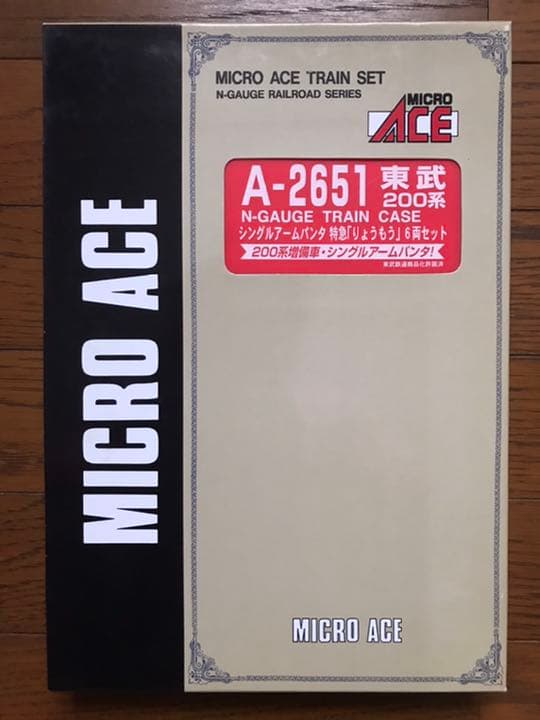 MICRO ACE
MICRO ACE TRAIN SET
N-GAUGE RAILROAD SERIES
MICRO
ACE
A-2651 東武
200系
N-GAUGE TRAIN CASE
シングルアームパンタ 特急「りょうもう」6両セット
200系増備車・シングルアームパンタ!
東武鉄道商品化許諾済
MICRO ACE